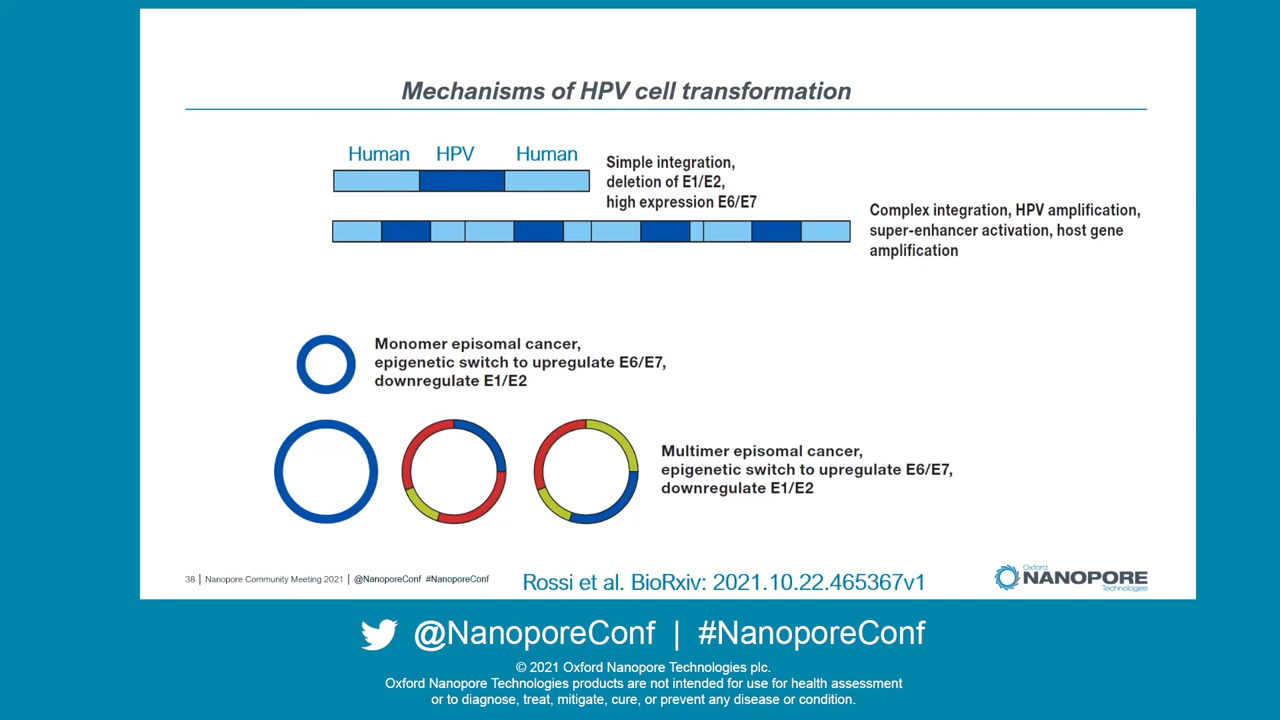 Mechanisms of HPV cell transformation
Human HPV Human
Simple integration,
deletion of E1/E2,
high expression E6/E7
Complex integration, HPV amplification,
super-enhancer activation, host gene
amplification
Monomer episomal cancer,
epigenetic switch to upregulate E6/E7,
downregulate E1/E2
Multimer episomal cancer,
epigenetic switch to upregulate E6/E7,
downregulate E1/E2
38 | Nanopore Community Meeting 2021 | @NanoporeConf #NanoporeConf
Rossi et al. BioRxiv: 2021.10.22.465367v1
Oxford
NANOPORE
Technologies
@NanoporeConf | #NanoporeConf
© 2021 Oxford Nanopore Technologies plc.
Oxford Nanopore Technologies products are not intended for use for health assessment
or to diagnose, treat, mitigate, cure, or prevent any disease or condition.